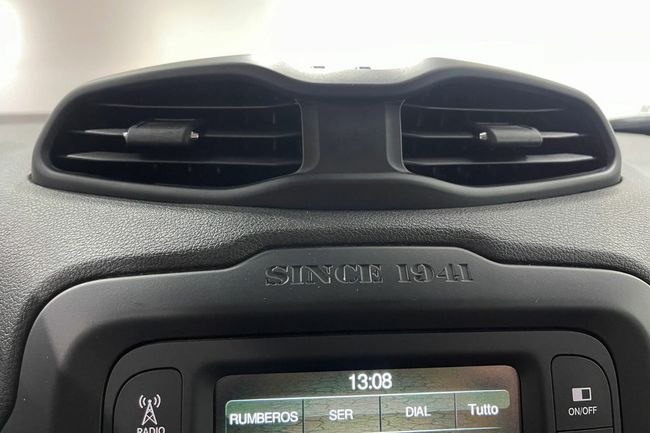 SINCE 1941
13:08
RUMBEROS SER DIAL Tutto
RADIO ON/OFF